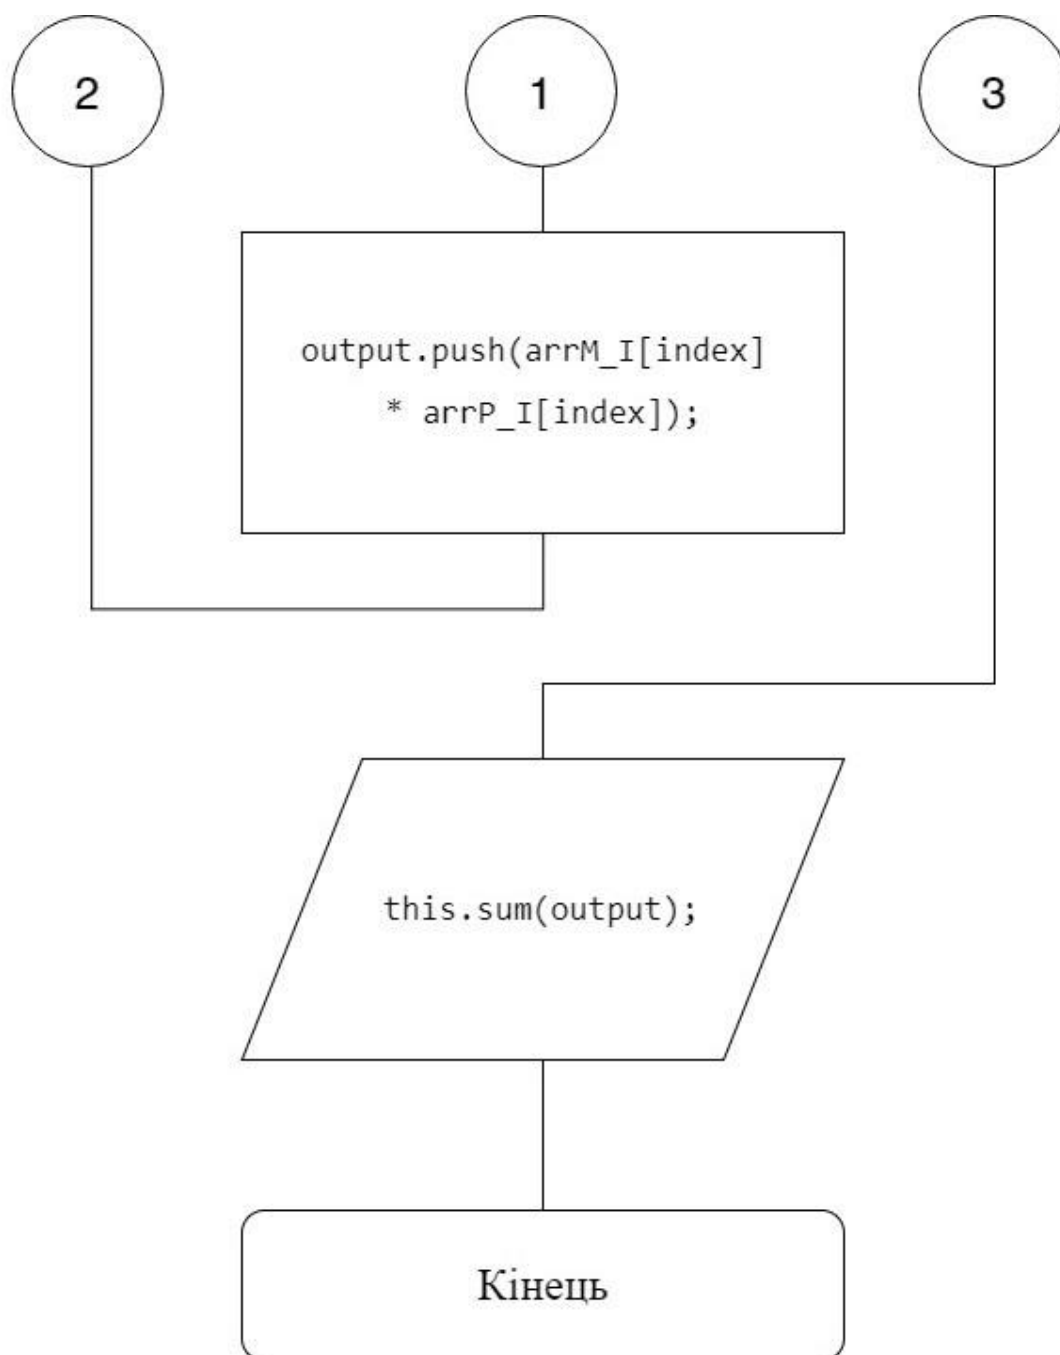 2
1
3
output.push(arrM_I[index]
* arrP_I[index]);
this.sum(output);
Кінець